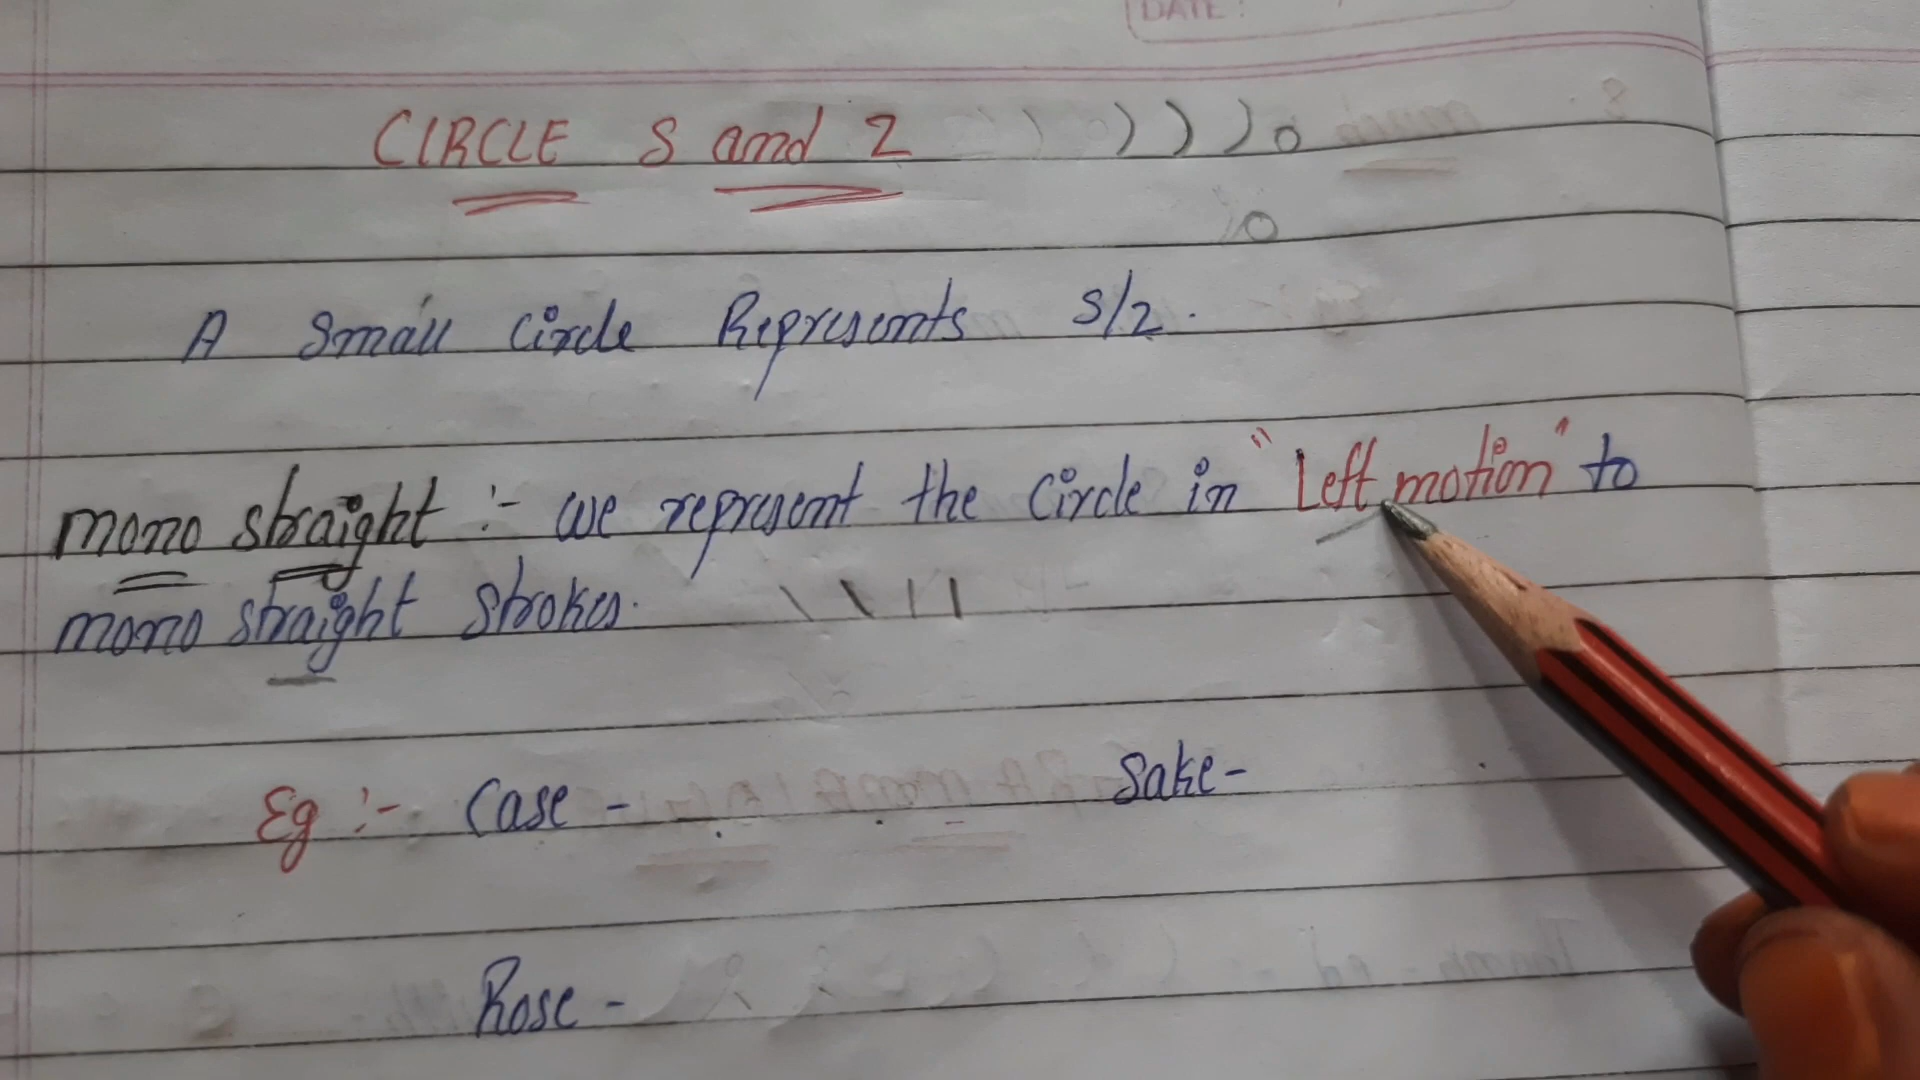 DATE :
CIRCLE S and Z
A Small Circle Represents S/Z.
mono straight :- we represent the Circle in "Left motion" to
mono straight Strokes.
Eg :- Case - Sake -
Rose -